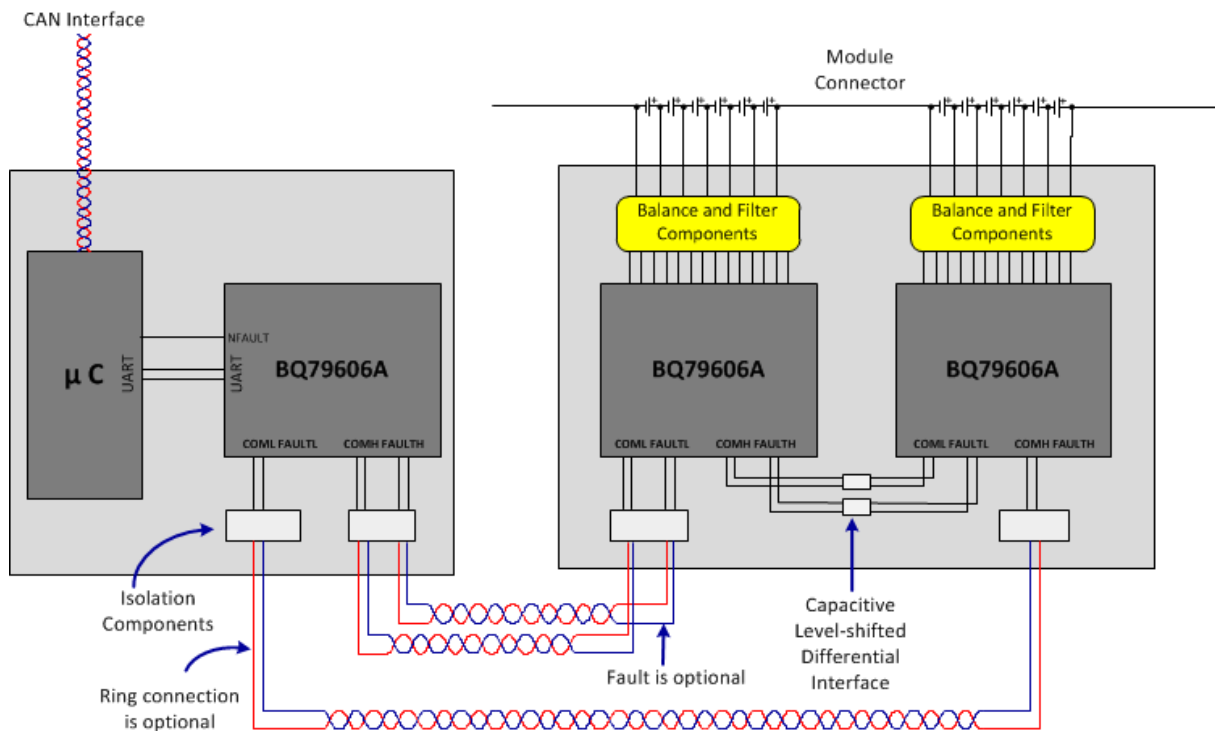 CAN Interface
Module
Connector
Balance and Filter
Components
Balance and Filter
Components
µ C
UART
NFAULT
UART
BQ79606A
COML FAULTL
COMH FAULTH
BQ79606A
COML FAULTL
COMH FAULTH
BQ79606A
COML FAULTL
COMH FAULTH
Isolation
Components
Ring connection
is optional
Fault is optional
Capacitive
Level-shifted
Differential
Interface